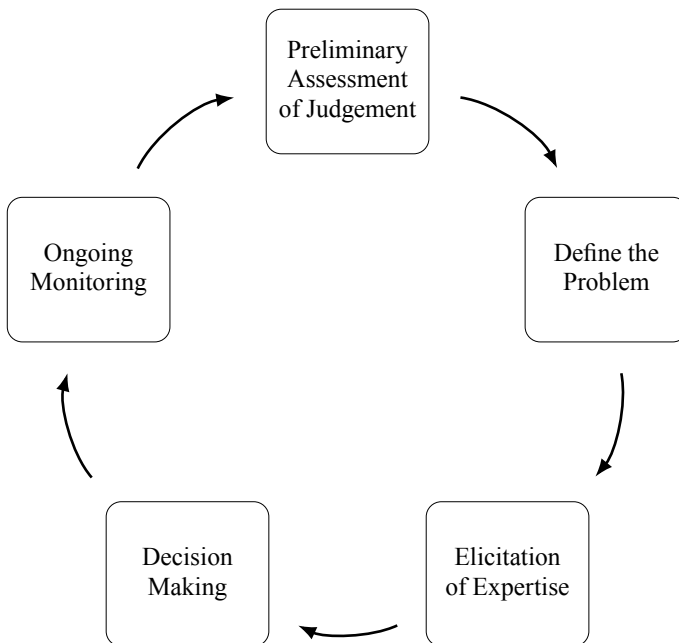 Preliminary
Assessment
of Judgement
Define the
Problem
Elicitation
of Expertise
Decision
Making
Ongoing
Monitoring